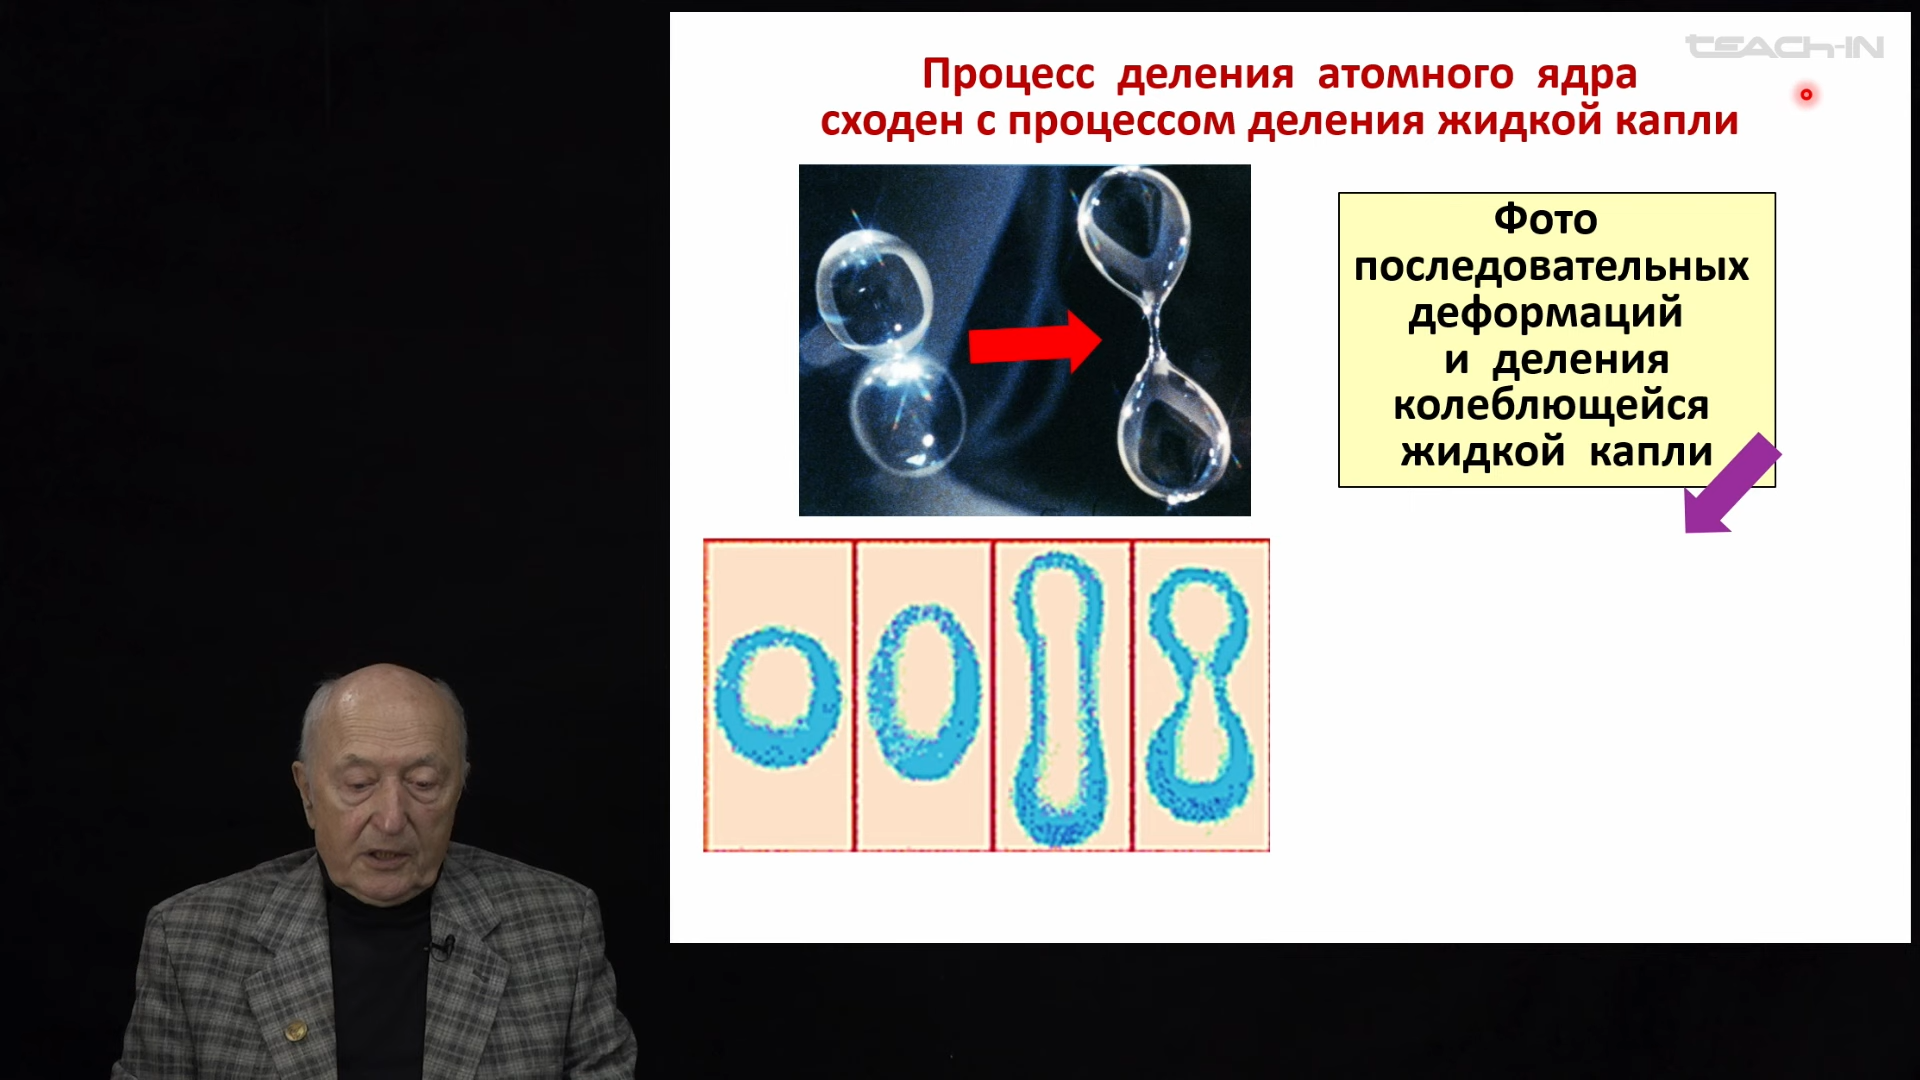 TEACH-IN
Процесс деления атомного ядра
сходен с процессом деления жидкой капли
Фото
последовательных
деформаций
и деления
колеблющейся
жидкой капли